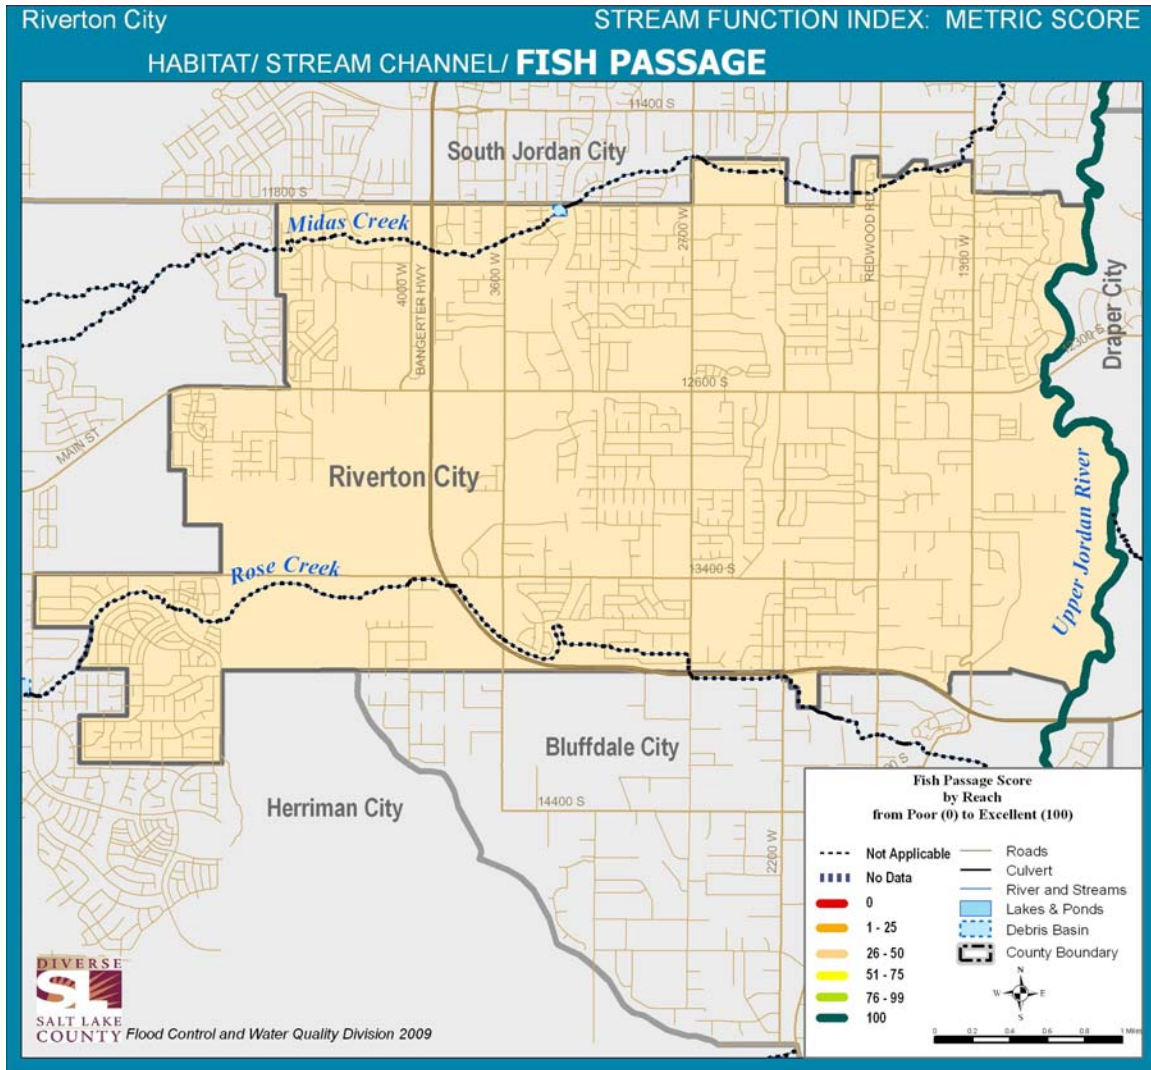 Riverton City
STREAM FUNCTION INDEX: METRIC SCORE
HABITAT/ STREAM CHANNEL/ FISH PASSAGE
11400 S
South Jordan City
11800 S
Midas Creek
2700 W
REDWOOD RD
1300 W
4000 W
BANGERTER HWY
3600 W
Draper City
12300 S
12600 S
MAIN ST
Riverton City
Upper Jordan River
13400 S
Rose Creek
Bluffdale City
Herriman City
14400 S
2200 W
Fish Passage Score
by Reach
from Poor (0) to Excellent (100)
Not Applicable
No Data
0
1 - 25
26 - 50
51 - 75
76 - 99
100
Roads
Culvert
River and Streams
Lakes & Ponds
Debris Basin
County Boundary
N
W E
S
0 0.2 0.4 0.6 0.8 1 Miles
DIVERSE
SL
SALT LAKE
COUNTY
Flood Control and Water Quality Division 2009